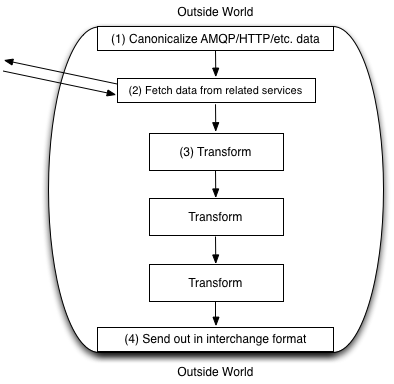 Outside World
(1) Canonicalize AMQP/HTTP/etc. data
(2) Fetch data from related services
(3) Transform
Transform
Transform
(4) Send out in interchange format
Outside World